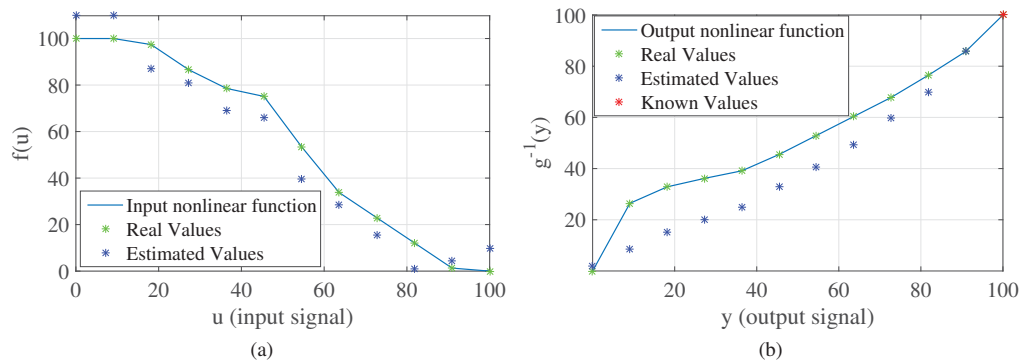 100
80
60
40
20
0
f(u)
Input nonlinear function
Real Values
Estimated Values
0
20
40
60
80
100
u (input signal)
(a)
100
80
60
40
20
g⁻¹(y)
Output nonlinear function
Real Values
Estimated Values
Known Values
20
40
60
80
100
y (output signal)
(b)